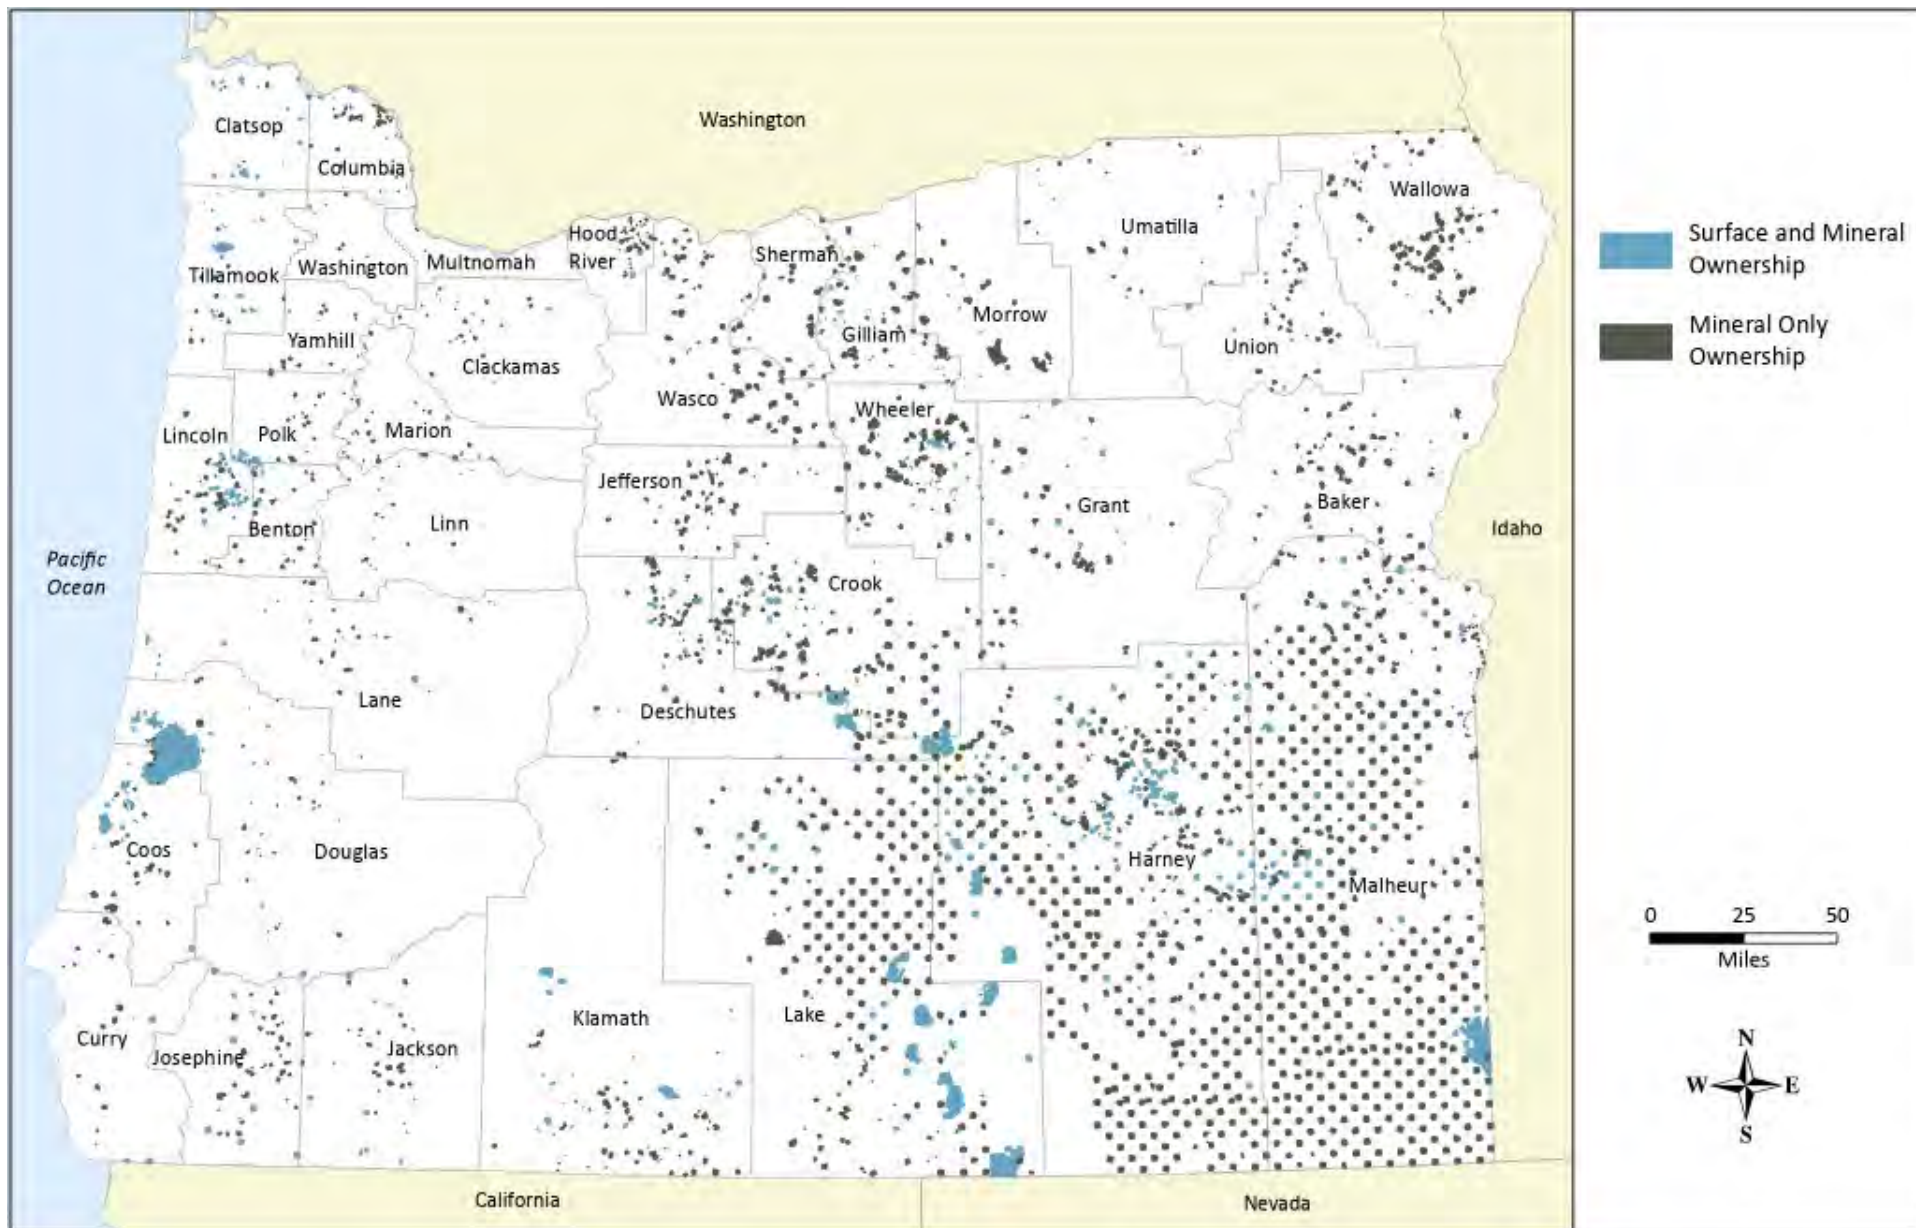 Washington
Clatsop
Columbia
Wallowa
Umatilla
Hood
River
Sherman
Tillamook
Washington
Multnomah
Morrow
Gilliam
Yamhill
Clackamas
Union
Wasco
Wheeler
Lincoln
Polk
Marion
Jefferson
Grant
Baker
Benton
Linn
Idaho
Pacific
Ocean
Crook
Lane
Deschutes
Coos
Douglas
Harney
Malheur
Klamath
Lake
Curry
Josephine
Jackson
California
Nevada
Surface and Mineral
Ownership
Mineral Only
Ownership
0 25 50
Miles
N
W E
S